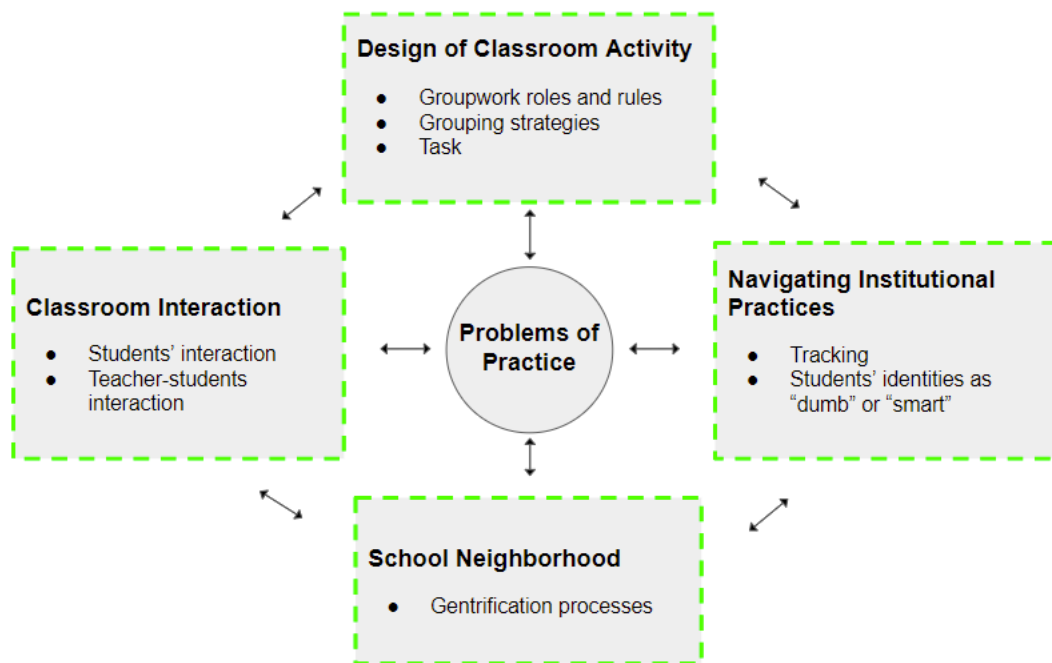 Design of Classroom Activity
● Groupwork roles and rules
● Grouping strategies
● Task
Classroom Interaction
● Students’ interaction
● Teacher-students
interaction
Problems of
Practice
Navigating Institutional
Practices
● Tracking
● Students’ identities as
“dumb” or “smart”
School Neighborhood
● Gentrification processes